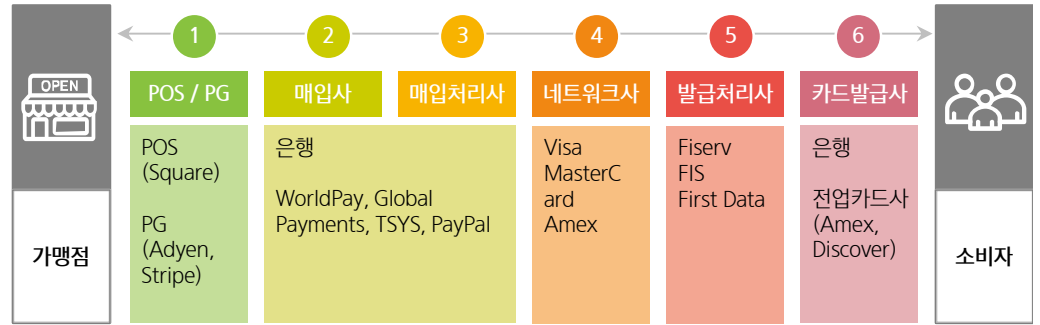 1
2
3
4
5
6
OPEN
POS / PG
매입사
매입처리사
네트워크사
발급처리사
카드발급사
가맹점
POS
(Square)
PG
(Adyen,
Stripe)
은행
WorldPay, Global
Payments, TSYS, PayPal
Visa
MasterC
ard
Amex
Fiserv
FIS
First Data
은행
전업카드사
(Amex,
Discover)
소비자